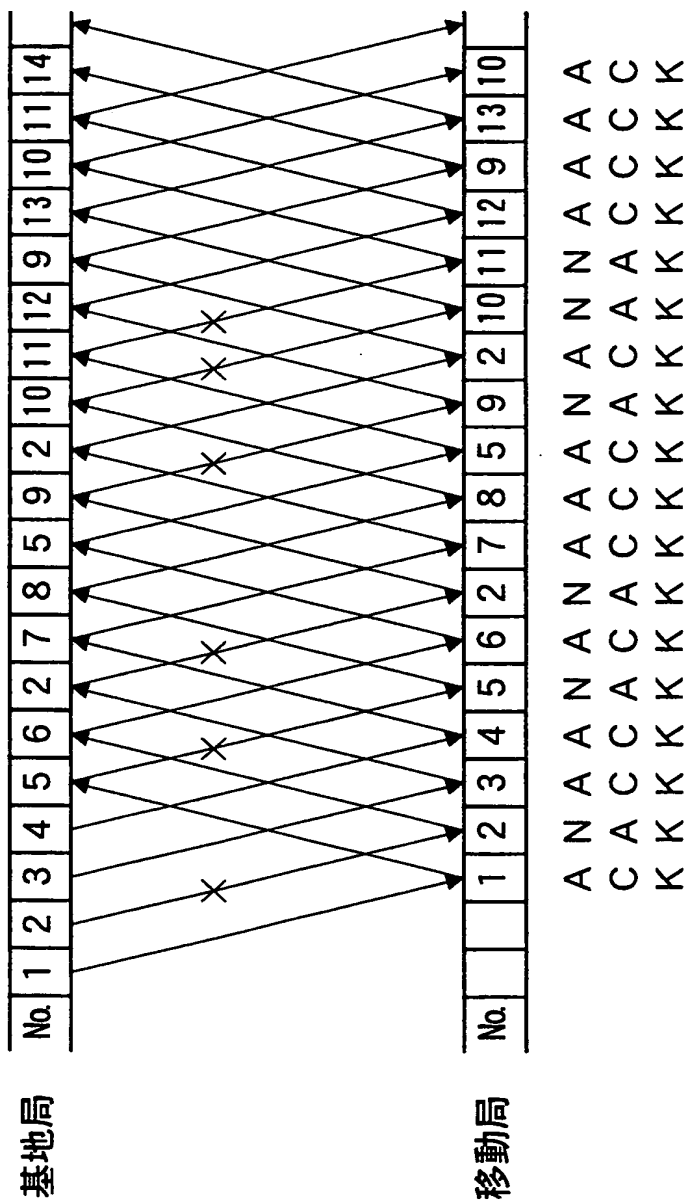 基地局 No. 1 2 3 4 5 6 2 7 8 5 9 2 10 11 12 9 13 10 11 14
移動局 No. 1 2 3 4 5 6 2 7 8 5 9 2 10 11 12 9 13 10
A N A A N A N A A A N A N N A A A A
C A C C A C A C C C A C A A C C C C
K K K K K K K K K K K K K K K K K K